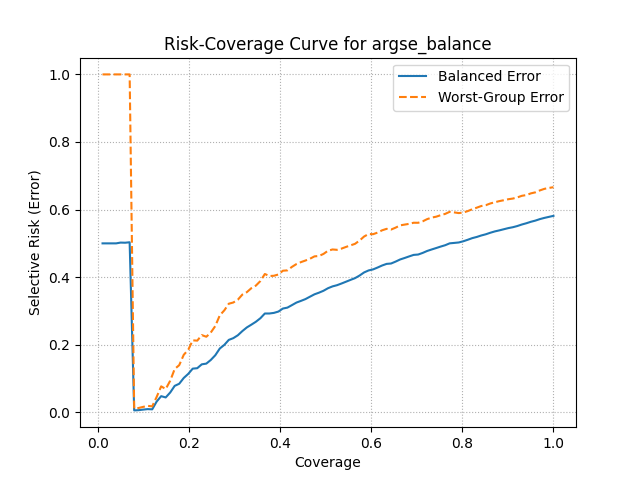 Risk-Coverage Curve for argse_balance
Balanced Error
Worst-Group Error
Selective Risk (Error)
1.0
0.8
0.6
0.4
0.2
0.0
0.0 0.2 0.4 0.6 0.8 1.0
Coverage